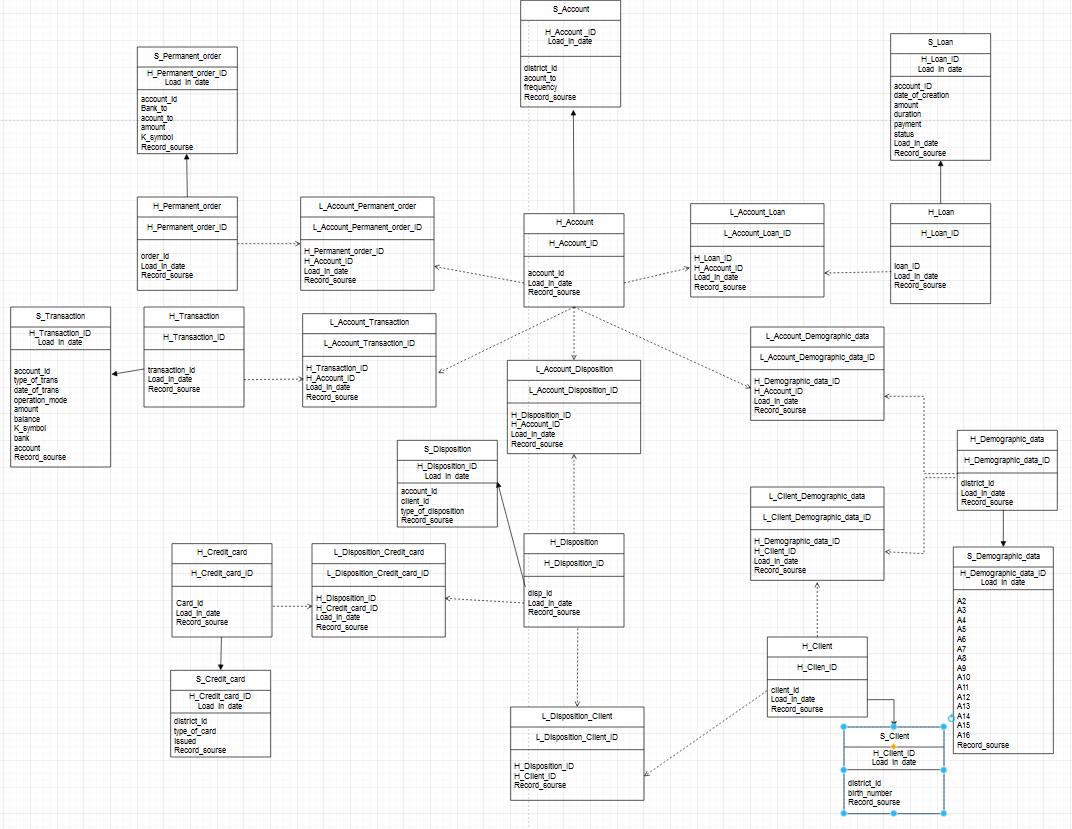 S_Account
H_Account_ID
Load_in_date
district_id
acount_to
frequency
Record_sourse
S_Permanent_order
H_Permanent_order_ID
Load_in_date
account_id
Bank_to
acount_to
amount
K_symbol
Record_sourse
S_Loan
H_Loan_ID
Load_in_date
account_ID
date_of_creation
amount
duration
payment
status
Load_in_date
Record_sourse
H_Permanent_order
H_Permanent_order_ID
order_id
Load_in_date
Record_sourse
L_Account_Permanent_order
L_Account_Permanent_order_ID
H_Permanent_order_ID
H_Account_ID
Load_in_date
Record_sourse
H_Account
H_Account_ID
account_id
Load_in_date
Record_sourse
L_Account_Loan
L_Account_Loan_ID
H_Loan_ID
H_Account_ID
Load_in_date
Record_sourse
H_Loan
H_Loan_ID
loan_ID
Load_in_date
Record_sourse
S_Transaction
H_Transaction_ID
Load_in_date
account_id
type_of_trans
date_of_trans
operation_mode
amount
balance
K_symbol
bank
account
Record_sourse
H_Transaction
H_Transaction_ID
transaction_id
Load_in_date
Record_sourse
L_Account_Transaction
L_Account_Transaction_ID
H_Transaction_ID
H_Account_ID
Load_in_date
Record_sourse
L_Account_Disposition
L_Account_Disposition_ID
H_Disposition_ID
H_Account_ID
Load_in_date
Record_sourse
L_Account_Demographic_data
L_Account_Demographic_data_ID
H_Demographic_data_ID
H_Account_ID
Load_in_date
Record_sourse
S_Disposition
H_Disposition_ID
Load_in_date
account_id
client_id
type_of_disposition
Record_sourse
H_Demographic_data
H_Demographic_data_ID
district_id
Load_in_date
Record_sourse
L_Client_Demographic_data
L_Client_Demographic_data_ID
H_Demographic_data_ID
H_Client_ID
Load_in_date
Record_sourse
H_Credit_card
H_Credit_card_ID
Card_id
Load_in_date
Record_sourse
L_Disposition_Credit_card
L_Disposition_Credit_card_ID
H_Disposition_ID
H_Credit_card_ID
Load_in_date
Record_sourse
H_Disposition
H_Disposition_ID
disp_id
Load_in_date
Record_sourse
S_Demographic_data
H_Demographic_data_ID
Load_in_date
A2
A3
A4
A5
A6
A7
A8
A9
A10
A11
A12
A13
A14
A15
A16
Record_sourse
H_Client
H_Clien_ID
client_id
Load_in_date
Record_sourse
S_Credit_card
H_Credit_card_ID
Load_in_date
district_id
type_of_card
issued
Record_sourse
L_Disposition_Client
L_Disposition_Client_ID
H_Disposition_ID
H_Client_ID
Record_sourse
S_Client
H_Client_ID
Load_in_date
district_id
birth_number
Record_sourse